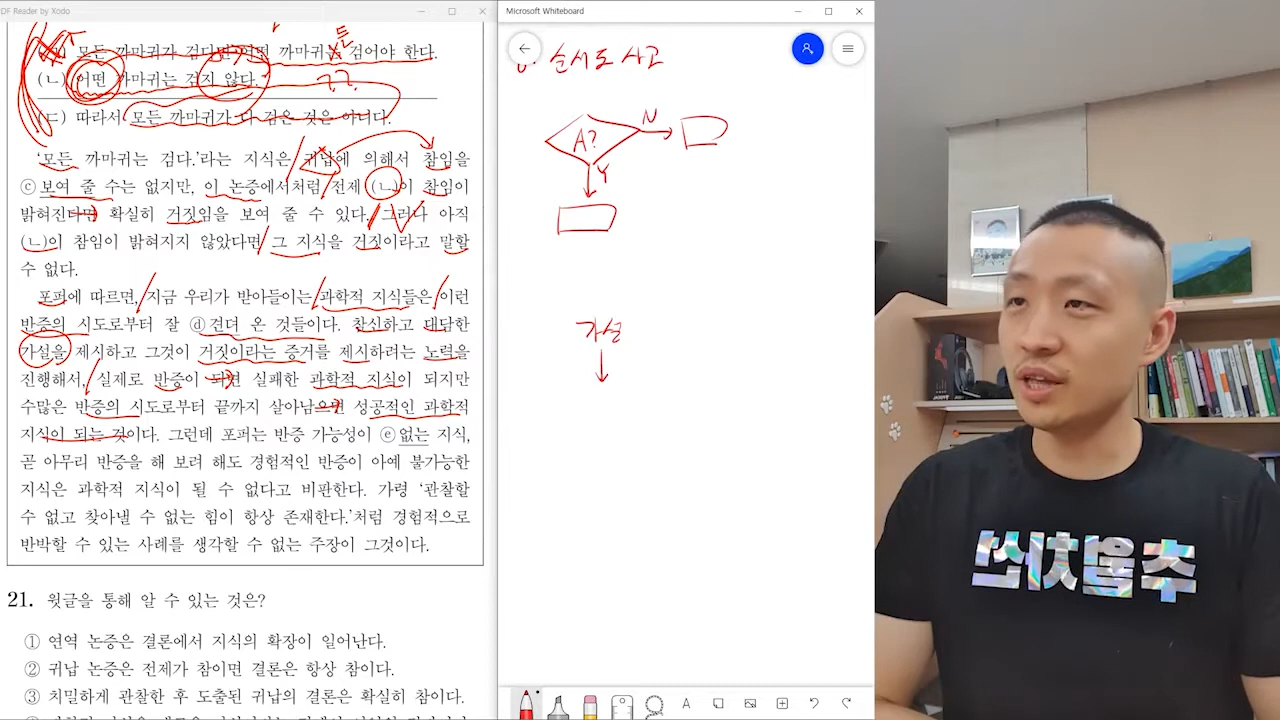 DF Reader by Xodo
Microsoft Whiteboard
모든 까마귀가 검다면 어떤 까마귀는 검어야 한다.
(ㄴ) 어떤 까마귀는 검지 않다.
(ㄷ) 따라서 모든 까마귀가 다 검은 것은 아니다.
‘모든 까마귀는 검다.’라는 지식은 귀납에 의해서 참임을
ⓒ 보여 줄 수는 없지만, 이 논증에서처럼 전제 (ㄴ)이 참임이
밝혀진다면 확실히 거짓임을 보여 줄 수 있다. 그러나 아직
(ㄴ)이 참임이 밝혀지지 않았다면 그 지식을 거짓이라고 말할
수 없다.
포퍼에 따르면, 지금 우리가 받아들이는 과학적 지식들은 이런
반증의 시도로부터 잘 ⓓ 견뎌 온 것들이다. 참신하고 대담한
가설을 제시하고 그것이 거짓이라는 증거를 제시하려는 노력을
진행해서, 실제로 반증이 되면 실패한 과학적 지식이 되지만
수많은 반증의 시도로부터 끝까지 살아남으면 성공적인 과학적
지식이 되는 것이다. 그런데 포퍼는 반증 가능성이 ⓔ 없는 지식,
곧 아무리 반증을 해 보려 해도 경험적인 반증이 아예 불가능한
지식은 과학적 지식이 될 수 없다고 비판한다. 가령 ‘관찰할
수 없고 찾아낼 수 없는 힘이 항상 존재한다.’처럼 경험적으로
반박할 수 있는 사례를 생각할 수 없는 주장이 그것이다.
21. 윗글을 통해 알 수 있는 것은?
① 연역 논증은 결론에서 지식의 확장이 일어난다.
② 귀납 논증은 전제가 참이면 결론은 항상 참이다.
③ 치밀하게 관찰한 후 도출된 귀납의 결론은 확실히 참이다.
순서도 사고
A?
N
Y
가설